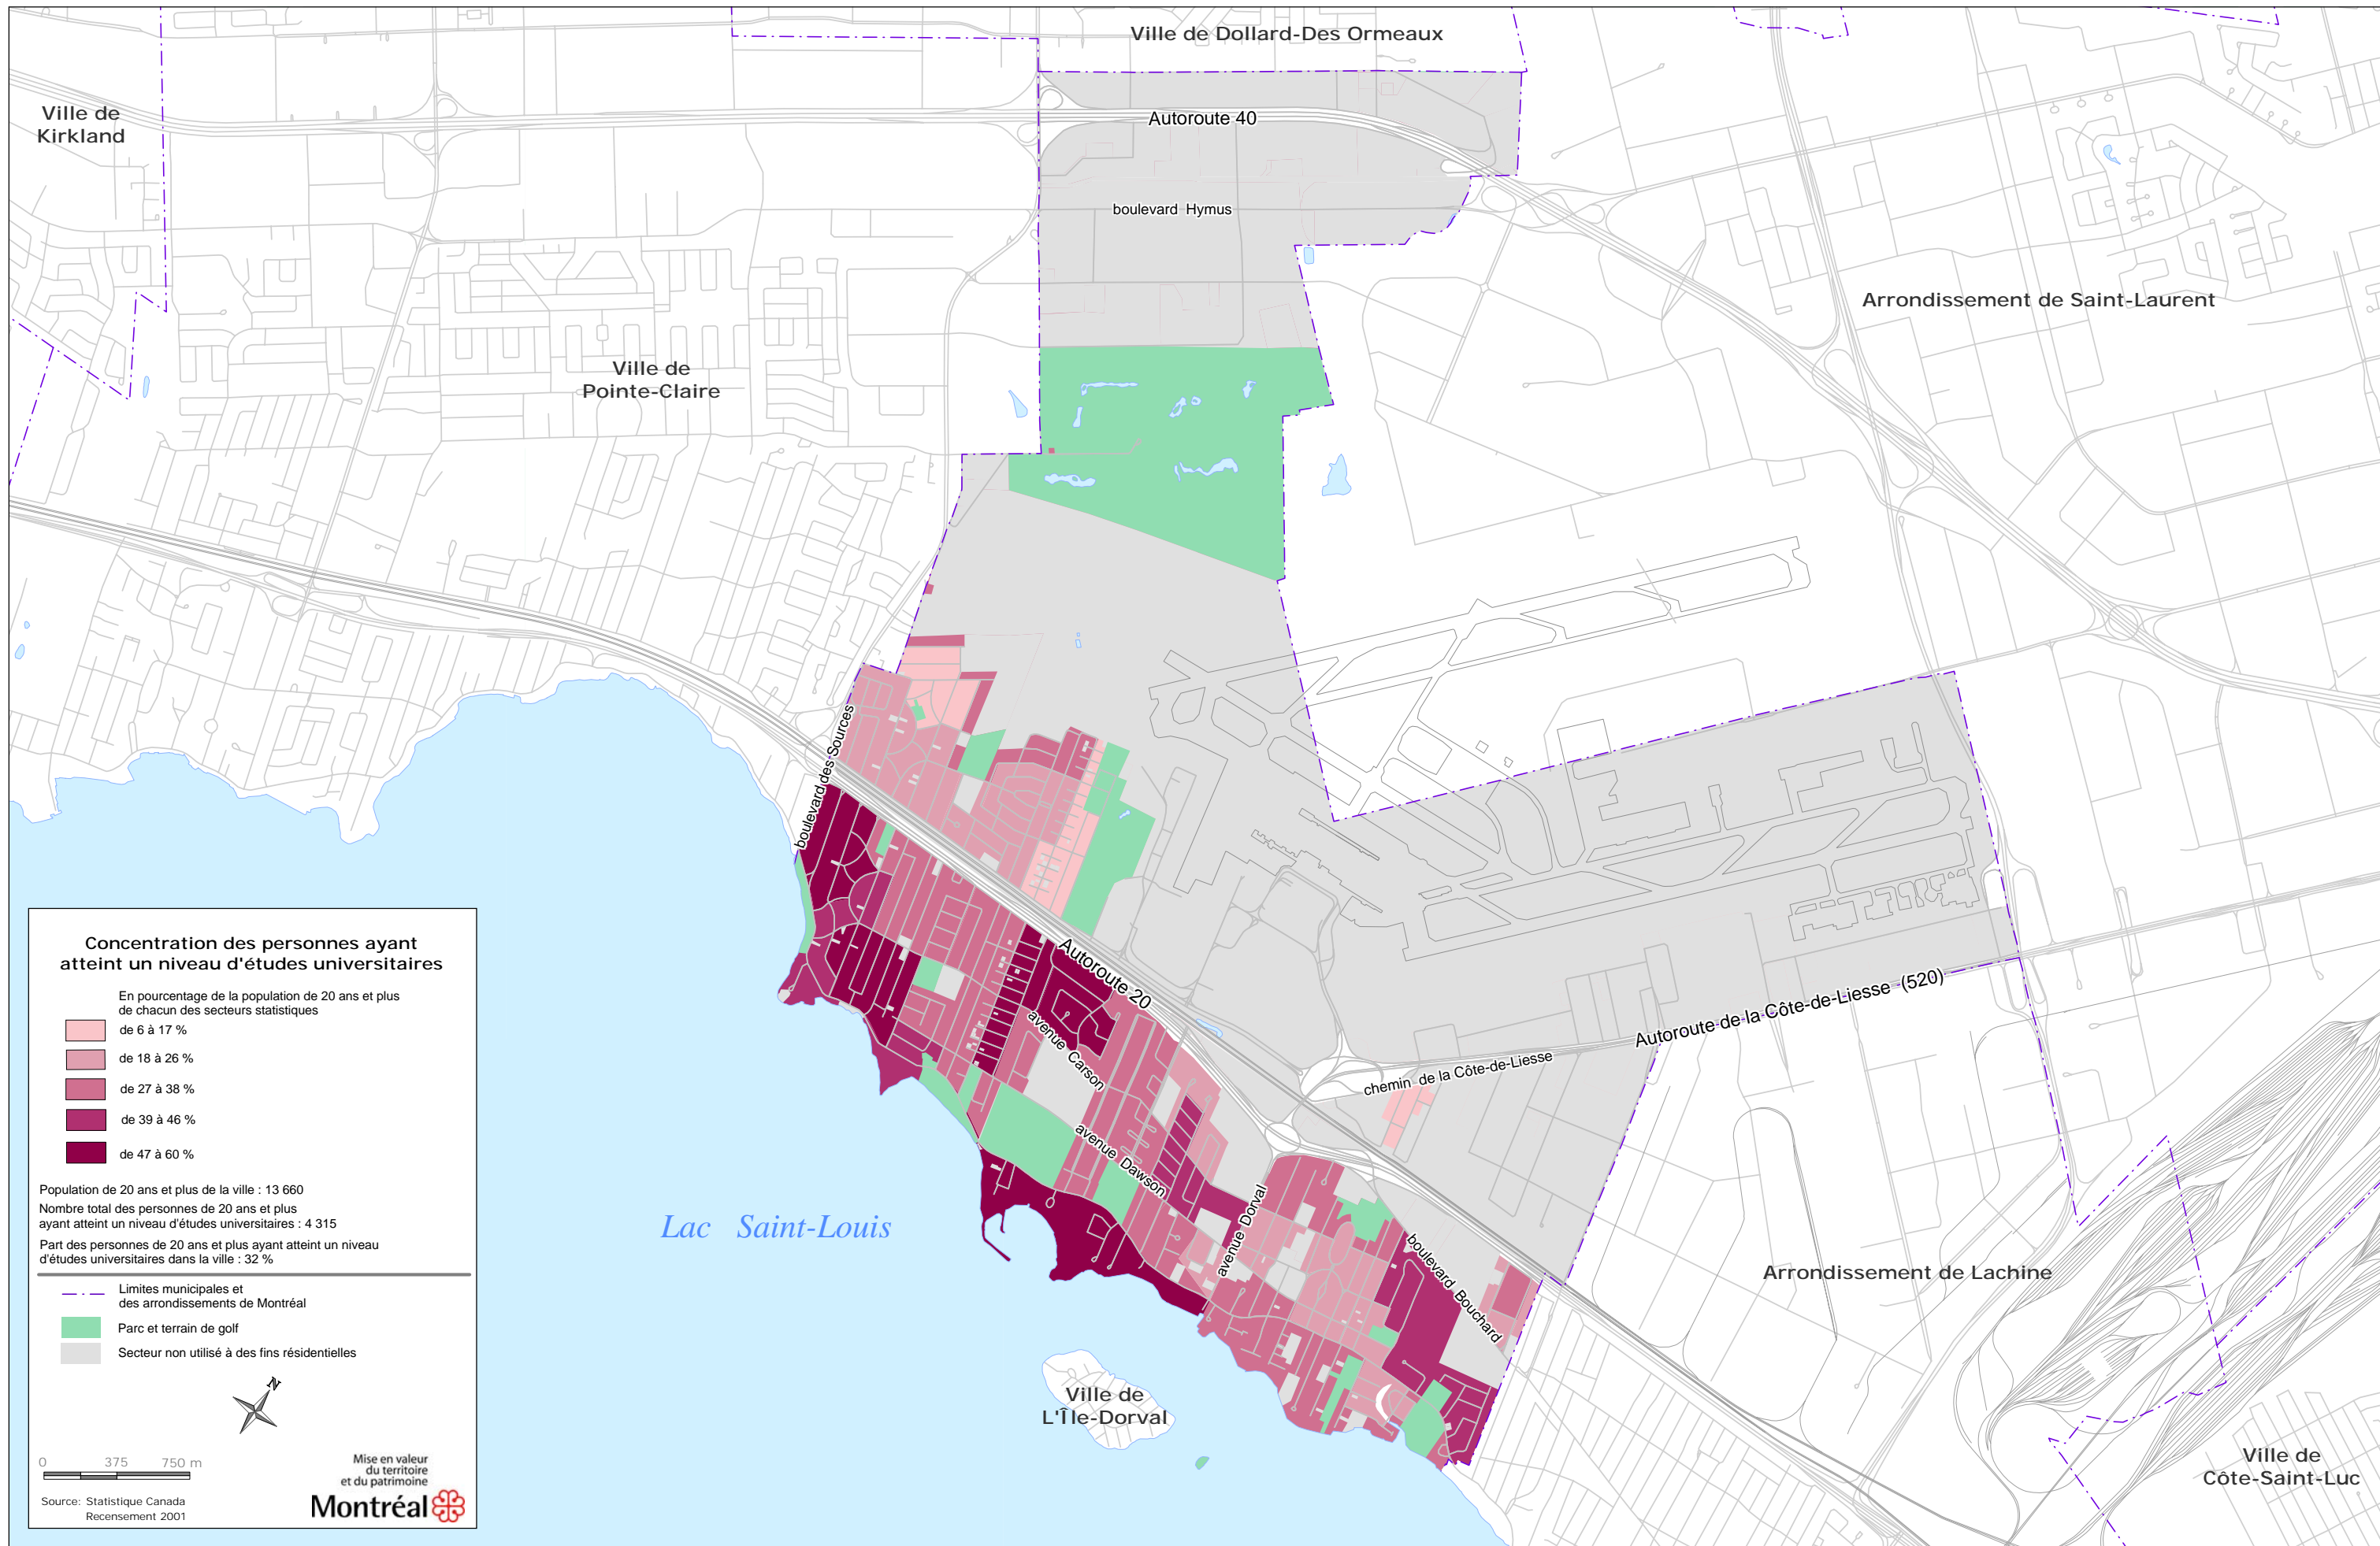 Ville de Dollard-Des Ormeaux
Ville de
Kirkland
Autoroute 40
boulevard Hymus
Arrondissement de Saint-Laurent
Ville de
Pointe-Claire
boulevard des Sources
Autoroute 20
avenue Carson
Autoroute de la Côte-de-Liesse (520)
chemin de la Côte-de-Liesse
avenue Dawson
avenue Dorval
boulevard Bouchard
Lac Saint-Louis
Arrondissement de Lachine
Ville de
L'Île-Dorval
Ville de
Côte-Saint-Luc
Concentration des personnes ayant
atteint un niveau d'études universitaires
En pourcentage de la population de 20 ans et plus
de chacun des secteurs statistiques
de 6 à 17 %
de 18 à 26 %
de 27 à 38 %
de 39 à 46 %
de 47 à 60 %
Population de 20 ans et plus de la ville : 13 660
Nombre total des personnes de 20 ans et plus
ayant atteint un niveau d'études universitaires : 4 315
Part des personnes de 20 ans et plus ayant atteint un niveau
d'études universitaires dans la ville : 32 %
Limites municipales et
des arrondissements de Montréal
Parc et terrain de golf
Secteur non utilisé à des fins résidentielles
N
0 375 750 m
Mise en valeur
du territoire
et du patrimoine
Montréal
Source: Statistique Canada
Recensement 2001